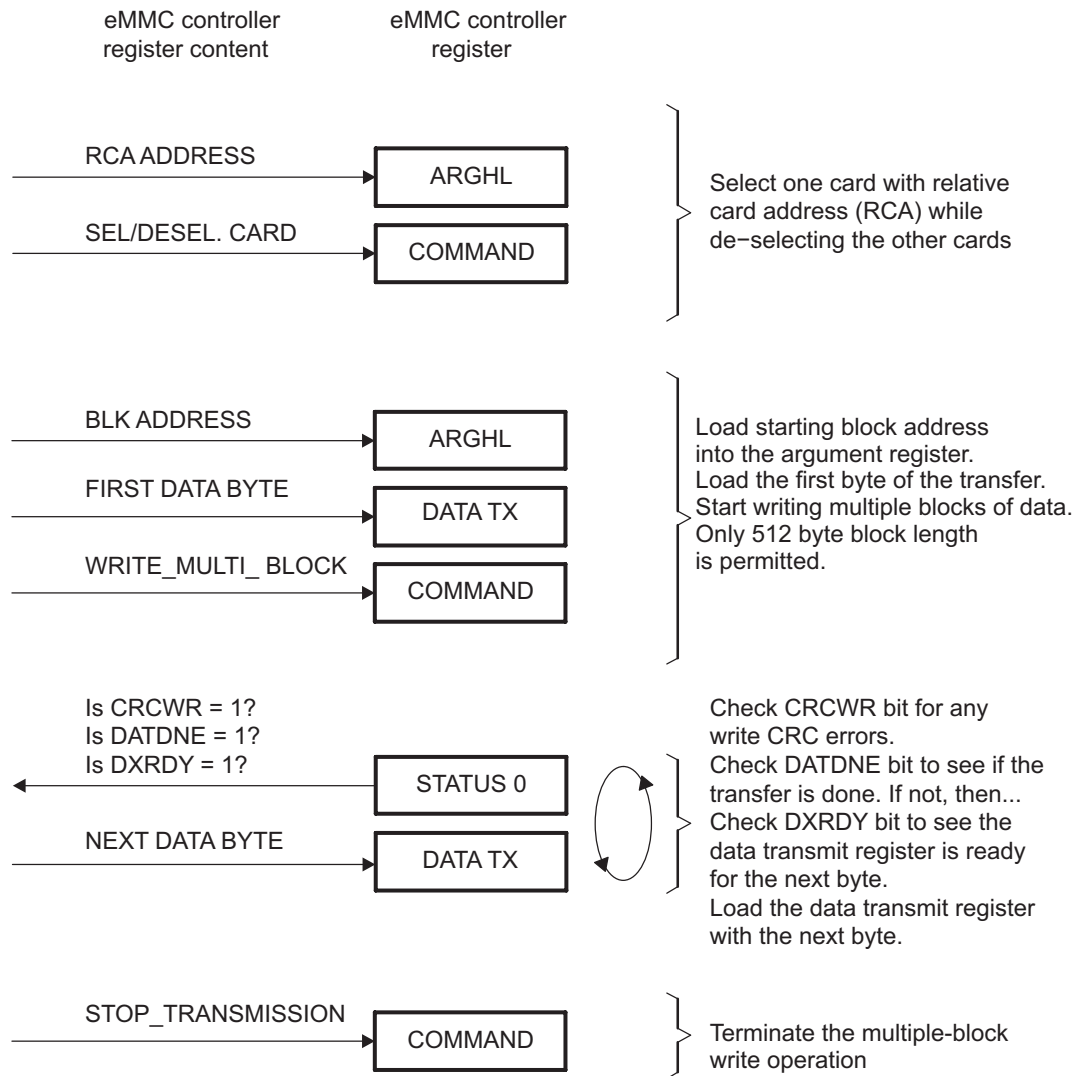 eMMC controller
register content
eMMC controller
register
RCA ADDRESS
ARGHL
SEL/DESEL. CARD
COMMAND
Select one card with relative
card address (RCA) while
de−selecting the other cards
BLK ADDRESS
ARGHL
FIRST DATA BYTE
DATA TX
WRITE_MULTI_ BLOCK
COMMAND
Load starting block address
into the argument register.
Load the first byte of the transfer.
Start writing multiple blocks of data.
Only 512 byte block length
is permitted.
Is CRCWR = 1?
Is DATDNE = 1?
Is DXRDY = 1?
STATUS 0
NEXT DATA BYTE
DATA TX
Check CRCWR bit for any
write CRC errors.
Check DATDNE bit to see if the
transfer is done. If not, then...
Check DXRDY bit to see the
data transmit register is ready
for the next byte.
Load the data transmit register
with the next byte.
STOP_TRANSMISSION
COMMAND
Terminate the multiple-block
write operation